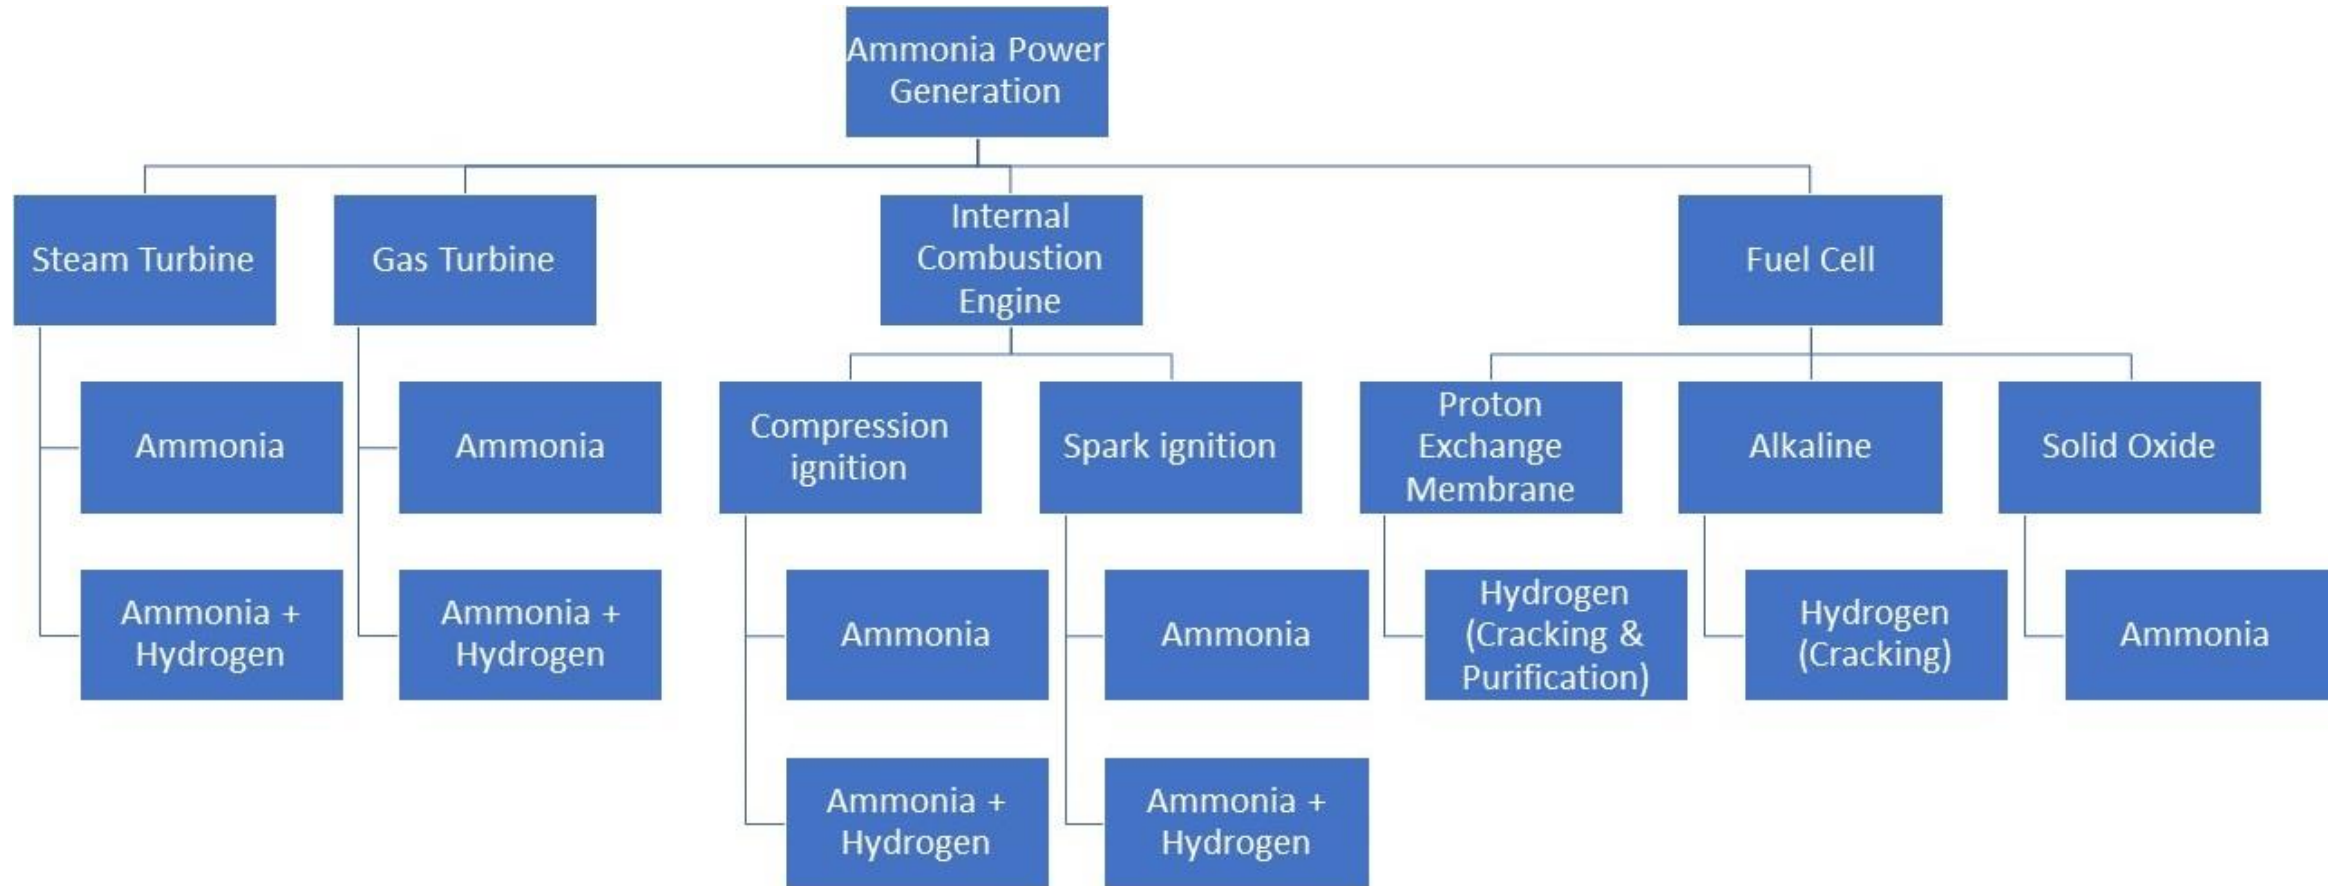 Ammonia Power
Generation
Steam Turbine
Gas Turbine
Internal
Combustion
Engine
Fuel Cell
Ammonia
Ammonia
Compression
ignition
Spark ignition
Proton
Exchange
Membrane
Alkaline
Solid Oxide
Ammonia +
Hydrogen
Ammonia +
Hydrogen
Ammonia
Ammonia
Hydrogen
(Cracking &
Purification)
Hydrogen
(Cracking)
Ammonia
Ammonia +
Hydrogen
Ammonia +
Hydrogen